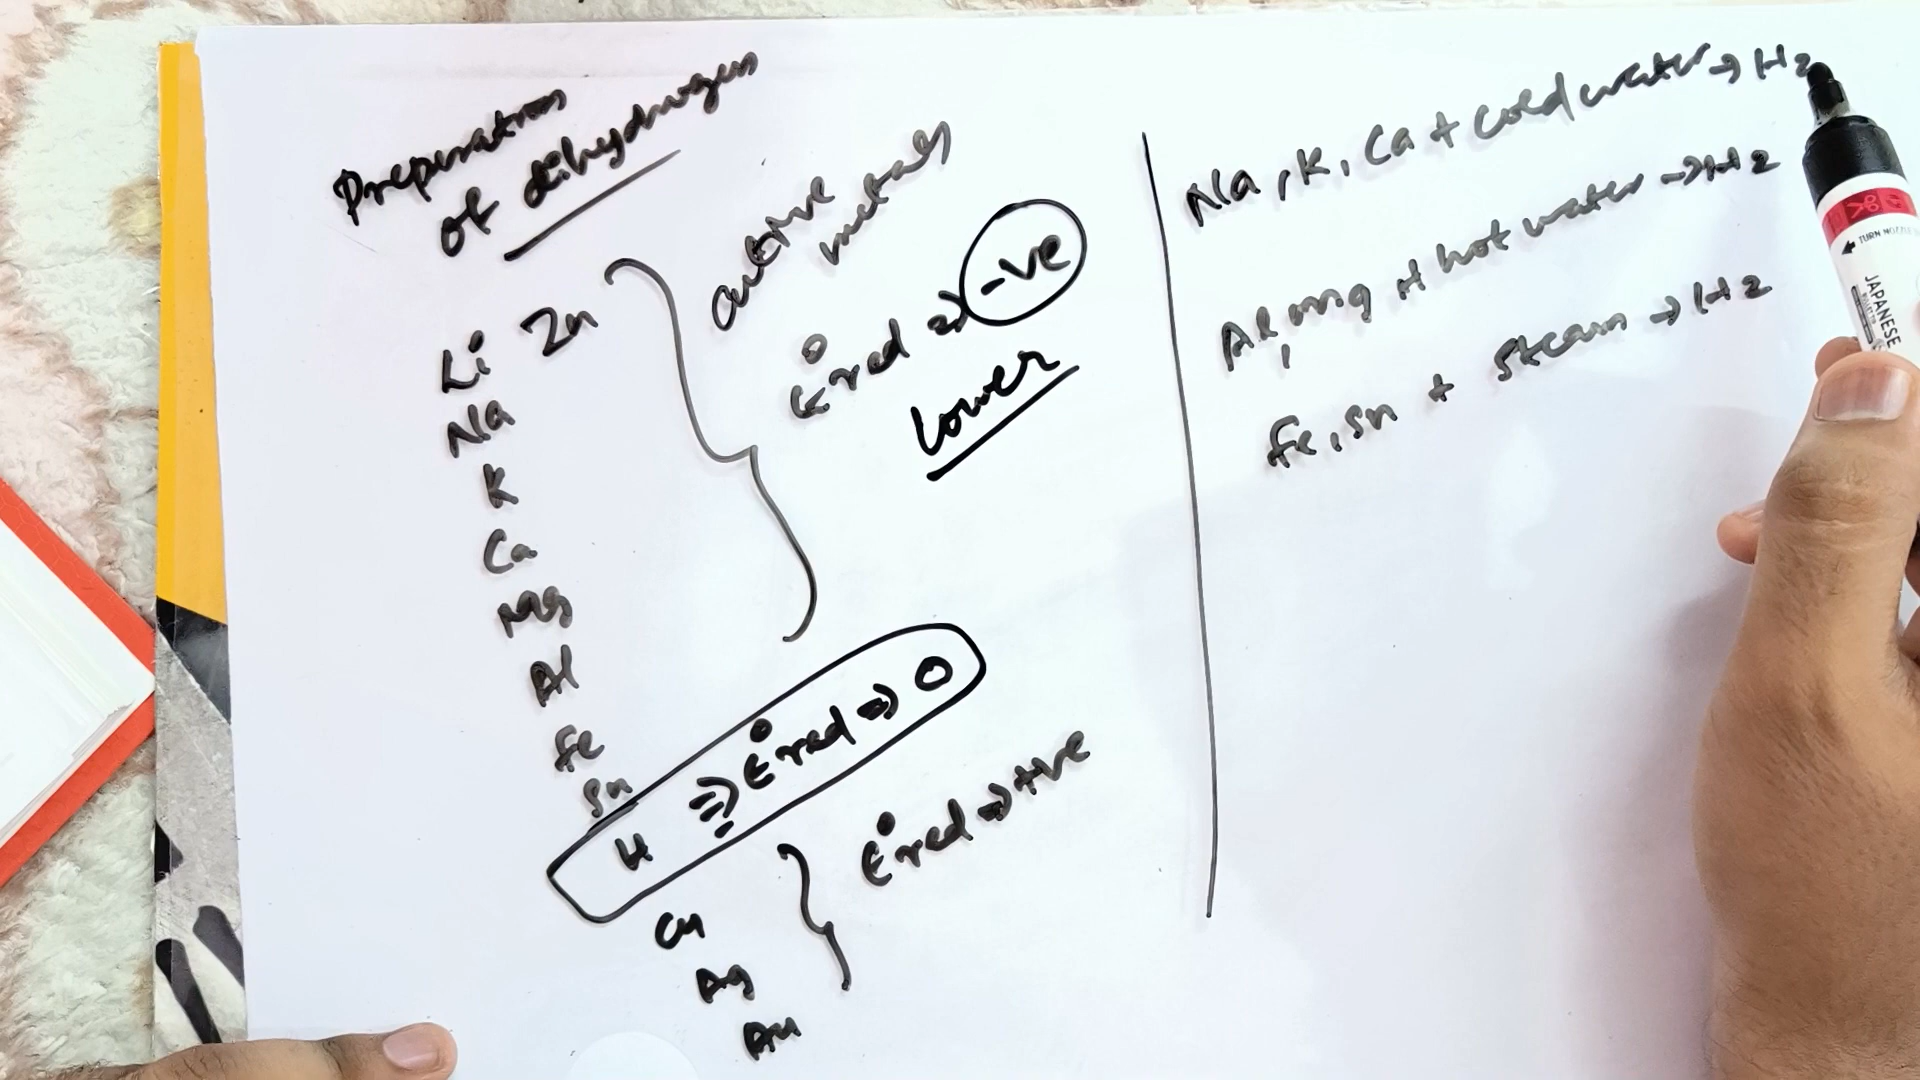 Preparation
of dihydrogen
Li Zn
Na
K
Ca
Mg
Al
Fe
Sn
active
metals
E°red ⇒ -ve
lower
H ⇒ E°red ⇒ 0
E°red ⇒ +ve
Cu
Ag
Au
Na, K, Ca + cold water → H2
Al, mg + hot water → H2
Fe, Sn + steam → H2
TURN NOZZLE
JAPANESE